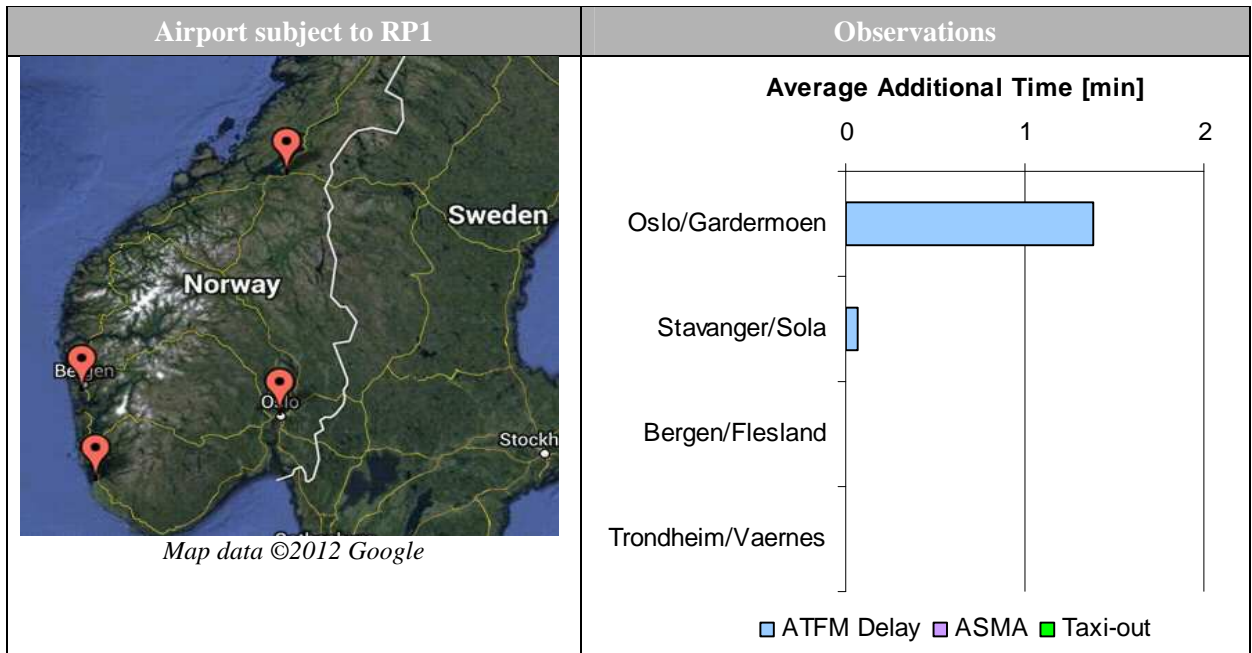 Airport subject to RP1
Observations
Sweden
Norway
Bergen
Oslo
Stockh
Map data ©2012 Google
Average Additional Time [min]
0 1 2
Oslo/Gardermoen
Stavanger/Sola
Bergen/Flesland
Trondheim/Vaernes
ATFM Delay ASMA Taxi-out